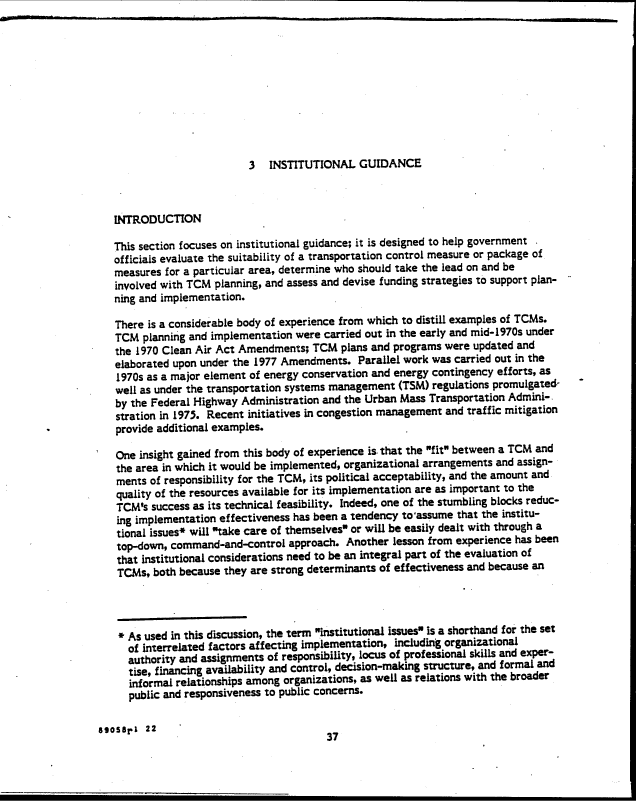 3 INSTITUTIONAL GUIDANCE
INTRODUCTION
This section focuses on institutional guidance; it is designed to help government
officials evaluate the suitability of a transportation control measure or package of
measures for a particular area, determine who should take the lead on and be
involved with TCM planning, and assess and devise funding strategies to support plan-
ning and implementation.
There is a considerable body of experience from which to distill examples of TCMs.
TCM planning and implementation were carried out in the early and mid-1970s under
the 1970 Clean Air Act Amendments; TCM plans and programs were updated and
elaborated upon under the 1977 Amendments. Parallel work was carried out in the
1970s as a major element of energy conservation and energy contingency efforts, as
well as under the transportation systems management (TSM) regulations promulgated
by the Federal Highway Administration and the Urban Mass Transportation Admini-
stration in 1975. Recent initiatives in congestion management and traffic mitigation
provide additional examples.
One insight gained from this body of experience is that the "fit" between a TCM and
the area in which it would be implemented, organizational arrangements and assign-
ments of responsibility for the TCM, its political acceptability, and the amount and
quality of the resources available for its implementation are as important to the
TCM's success as its technical feasibility. Indeed, one of the stumbling blocks reduc-
ing implementation effectiveness has been a tendency to assume that the institu-
tional issues* will "take care of themselves" or will be easily dealt with through a
top-down, command-and-control approach. Another lesson from experience has been
that institutional considerations need to be an integral part of the evaluation of
TCMs, both because they are strong determinants of effectiveness and because an
* As used in this discussion, the term "institutional issues" is a shorthand for the set
of interrelated factors affecting implementation, including organizational
authority and assignments of responsibility, locus of professional skills and exper-
tise, financing availability and control, decision-making structure, and formal and
informal relationships among organizations, as well as relations with the broader
public and responsiveness to public concerns.
89058r1 22
37